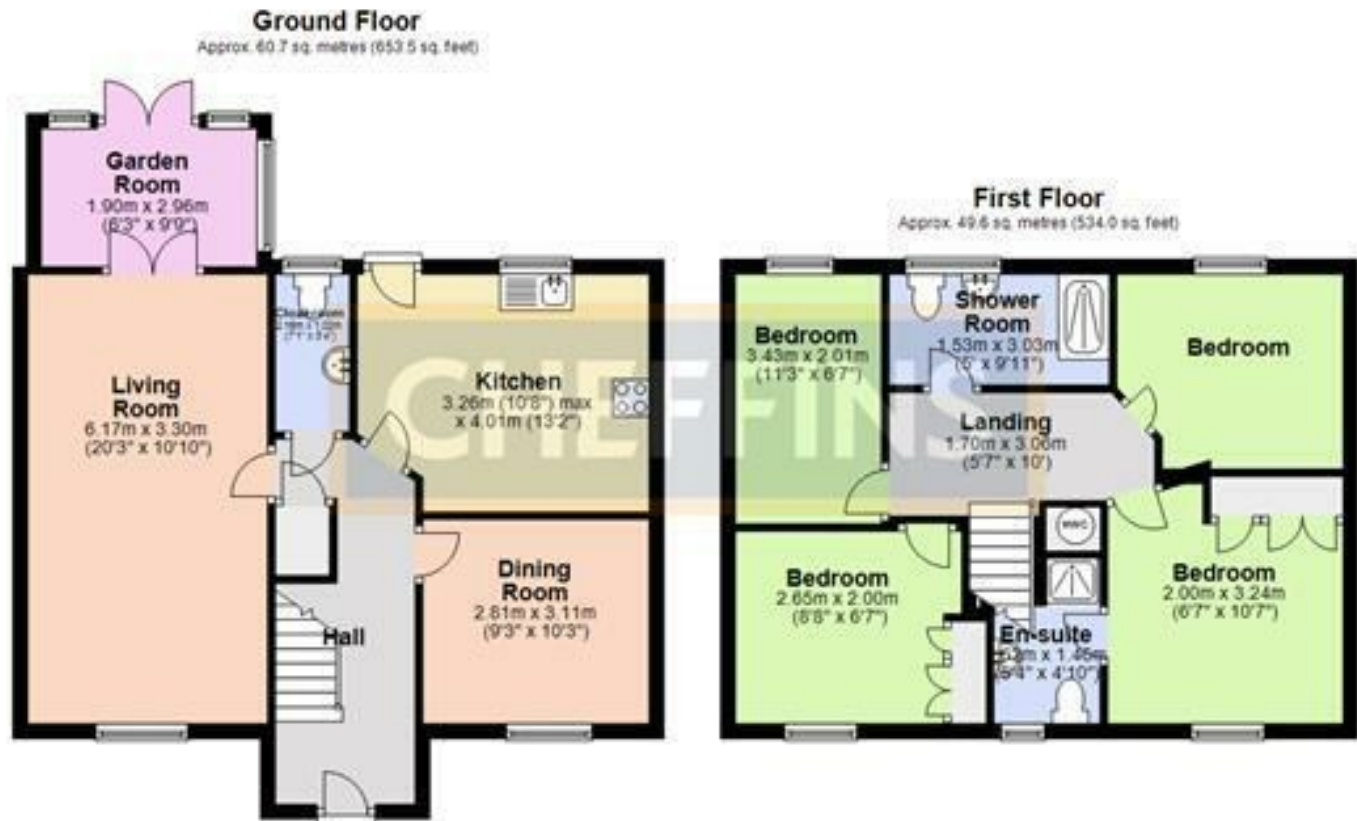 Ground Floor
Approx. 60.7 sq. metres (653.5 sq. feet)
Garden
Room
1.90m x 2.96m
(6'3" x 9'9")
Living
Room
6.17m x 3.30m
(20'3" x 10'10")
Kitchen
3.26m (10'8") max
x 4.01m (13'2")
Dining
Room
2.81m x 3.11m
(9'3" x 10'3")
Hall
First Floor
Approx. 49.6 sq. metres (534.0 sq. feet)
Bedroom
3.43m x 2.01m
(11'3" x 6'7")
Shower
Room
1.53m x 3.03m
(5' x 9'11")
Bedroom
Landing
1.70m x 3.06m
(5'7" x 10')
HWC
Bedroom
2.65m x 2.00m
(8'8" x 6'7")
Bedroom
2.00m x 3.24m
(6'7" x 10'7")
En-suite
(5'4" x 4'10")
CHEFFINS